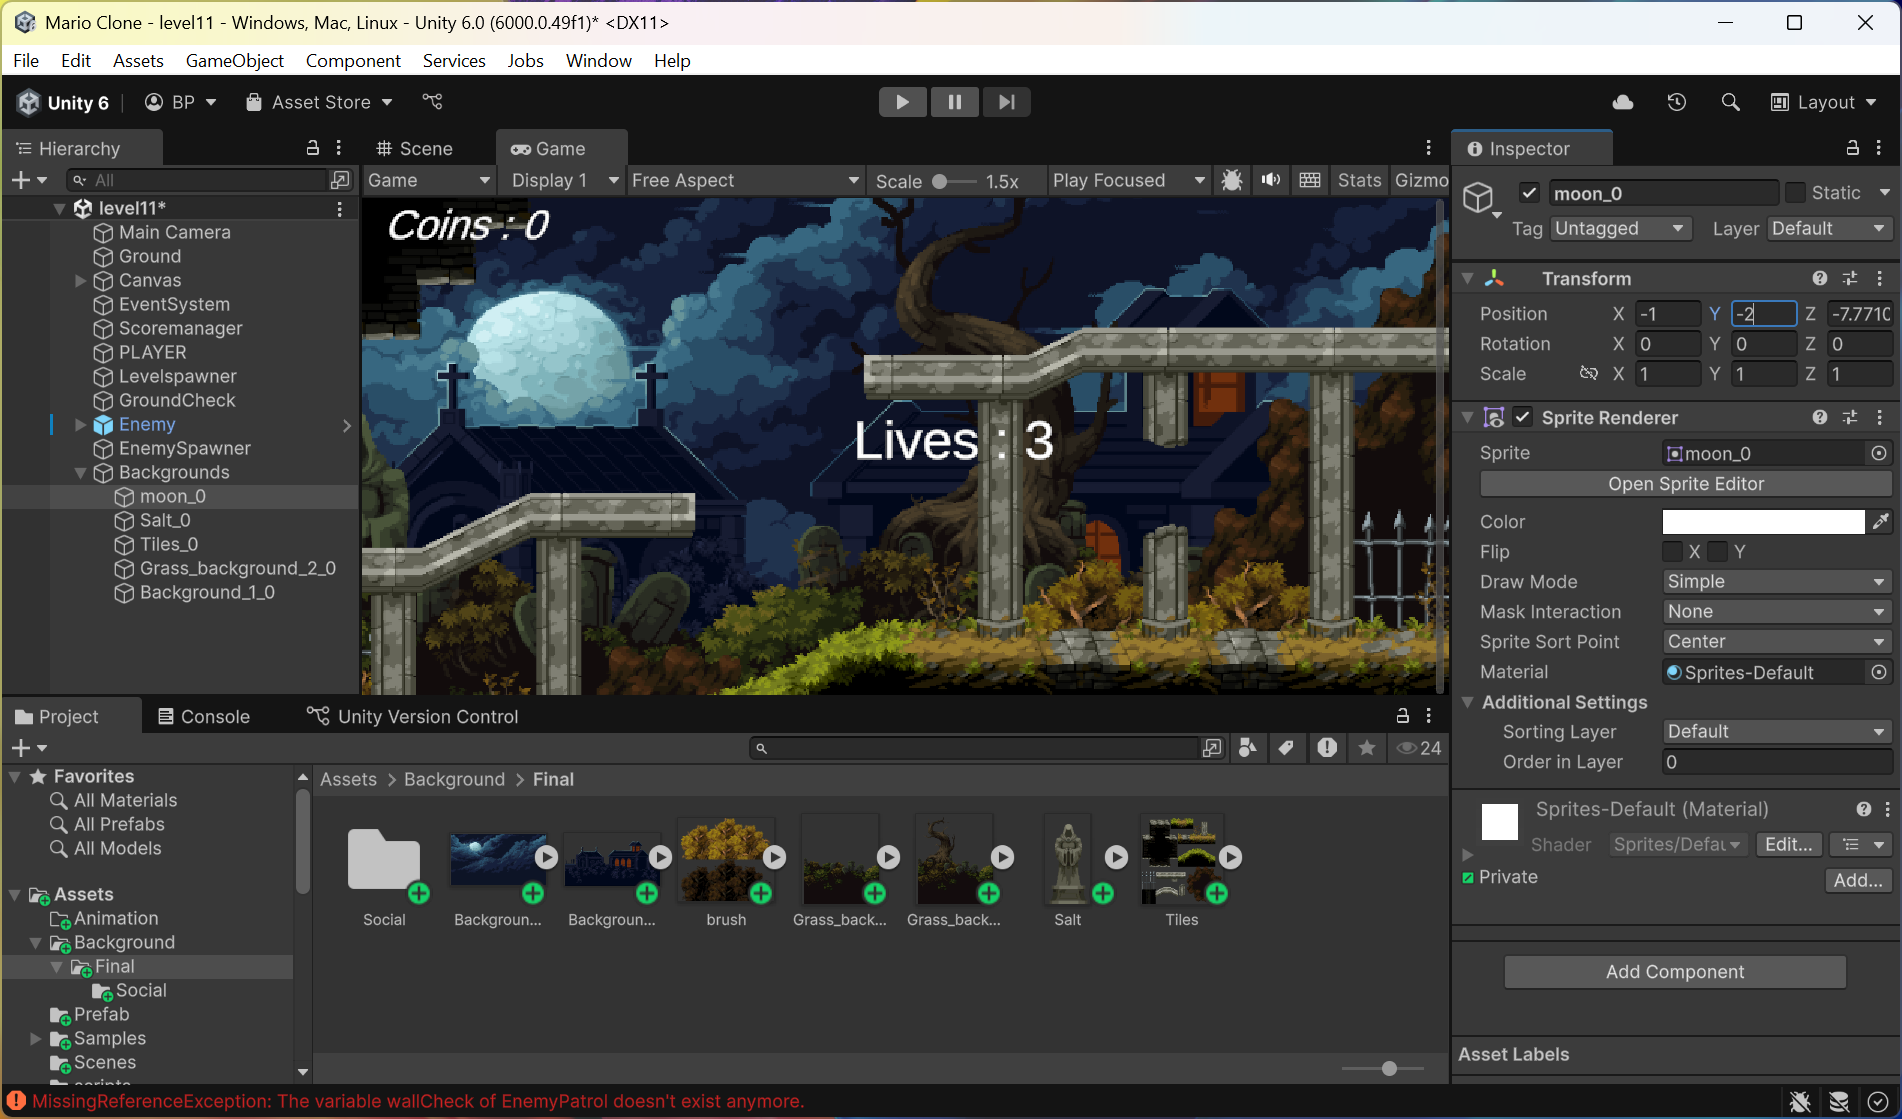 Mario Clone - level11 - Windows, Mac, Linux - Unity 6.0 (6000.0.49f1)* <DX11>
File Edit Assets GameObject Component Services Jobs Window Help
Unity 6 BP Asset Store Layout
Hierarchy
All
level11*
Main Camera
Ground
Canvas
EventSystem
Scoremanager
PLAYER
Levelspawner
GroundCheck
Enemy
EnemySpawner
Backgrounds
moon_0
Salt_0
Tiles_0
Grass_background_2_0
Background_1_0
Scene Game
Game Display 1 Free Aspect Scale 1.5x Play Focused Stats Gizmo
Coins : 0
Lives : 3
Inspector
moon_0 Static
Tag Untagged Layer Default
Transform
Position X -1 Y -2 Z -7.7710
Rotation X 0 Y 0 Z 0
Scale X 1 Y 1 Z 1
Sprite Renderer
Sprite moon_0
Open Sprite Editor
Color
Flip X Y
Draw Mode Simple
Mask Interaction None
Sprite Sort Point Center
Material Sprites-Default
Additional Settings
Sorting Layer Default
Order in Layer 0
Sprites-Default (Material)
Shader Sprites/Defau Edit...
Private Add...
Add Component
Asset Labels
Project Console Unity Version Control
24
Favorites
All Materials
All Prefabs
All Models
Assets
Animation
Background
Final
Social
Prefab
Samples
Scenes
scripts
Assets > Background > Final
Social Backgroun... Backgroun... brush Grass_back... Grass_back... Salt Tiles
MissingReferenceException: The variable wallCheck of EnemyPatrol doesn't exist anymore.